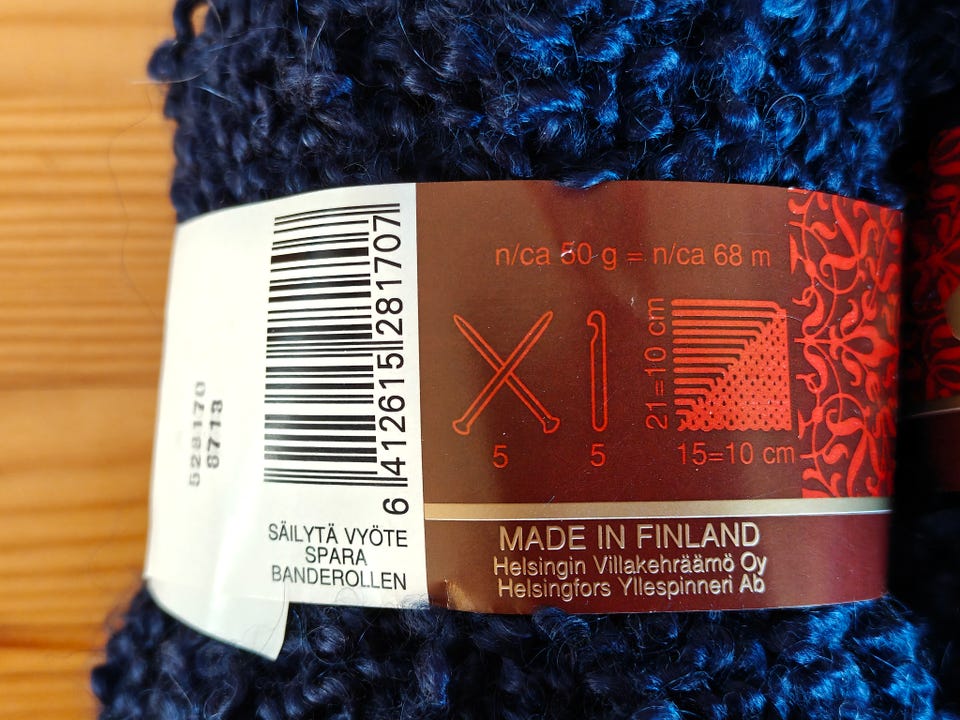 n/ca 50 g = n/ca 68 m
21=10 cm
5
5
15=10 cm
MADE IN FINLAND
Helsingin Villakehräämö Oy
Helsingfors Yllespinneri Ab
6 412615 281707
SÄILYTÄ VYÖTE
SPARA
BANDEROLLEN
528170
8713